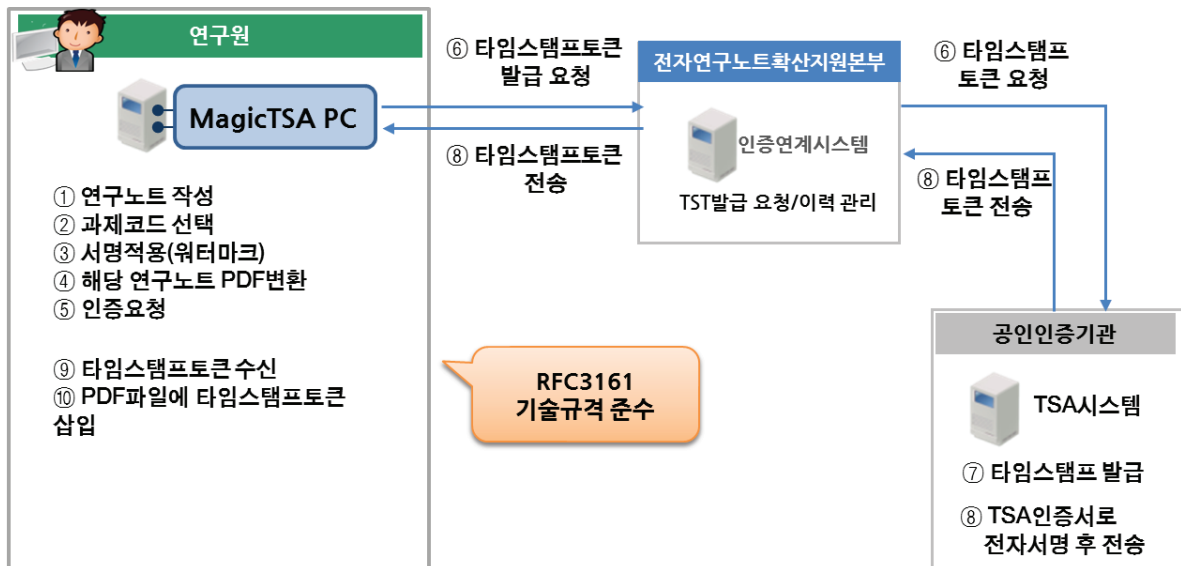 연구원
MagicTSA PC
① 연구노트 작성
② 과제코드 선택
③ 서명적용(워터마크)
④ 해당 연구노트 PDF변환
⑤ 인증요청
⑨ 타임스탬프토큰 수신
⑩ PDF파일에 타임스탬프토큰
삽입
⑥ 타임스탬프토큰
발급 요청
⑧ 타임스탬프토큰
전송
RFC3161
기술규격 준수
전자연구노트확산지원본부
인증연계시스템
TST발급 요청/이력 관리
⑥ 타임스탬프
토큰 요청
⑧ 타임스탬프
토큰 전송
공인인증기관
TSA시스템
⑦ 타임스탬프 발급
⑧ TSA인증서로
전자서명 후 전송